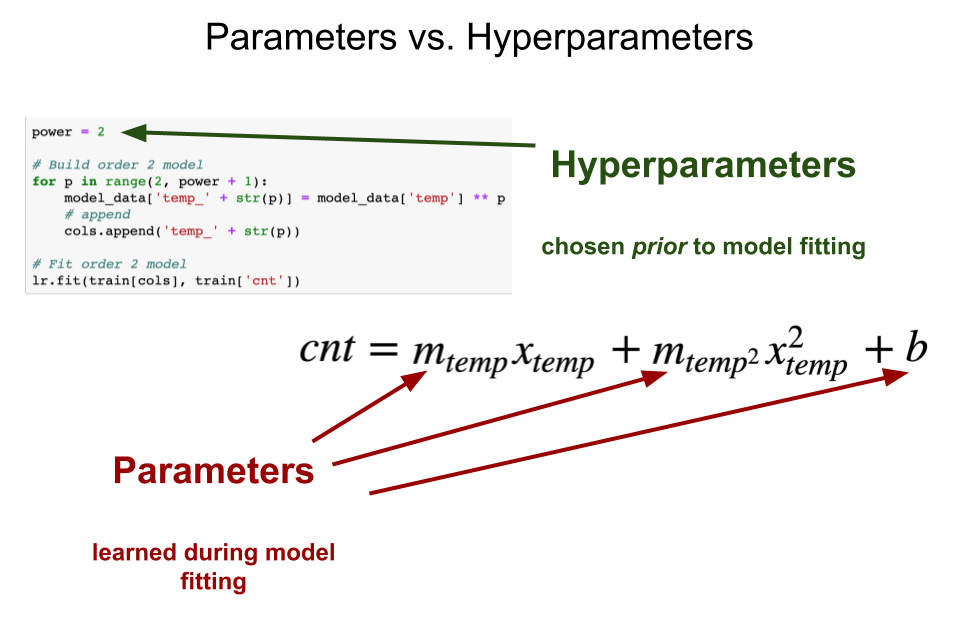 Parameters vs. Hyperparameters
power = 2
# Build order 2 model
for p in range(2, power + 1):
    model_data['temp_' + str(p)] = model_data['temp'] ** p
    # append
    cols.append('temp_' + str(p))
# Fit order 2 model
lr.fit(train[cols], train['cnt'])
Hyperparameters
chosen prior to model fitting
cnt = m_{temp}x_{temp} + m_{temp^2}x^2_{temp} + b
Parameters
learned during model
fitting